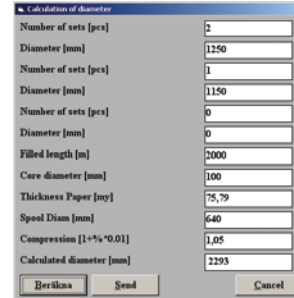 Calculation of diameter
Number of sets [pcs] 2
Diameter [mm] 1250
Number of sets [pcs] 1
Diameter [mm] 1150
Number of sets [pcs] 0
Diameter [mm] 0
Filled length [m] 2000
Core diameter [mm] 100
Thickness Paper [my] 75,79
Spool Diam [mm] 640
Compression [1+% *0.01] 1,05
Calculated diameter [mm] 2293
Beräkna Send Cancel